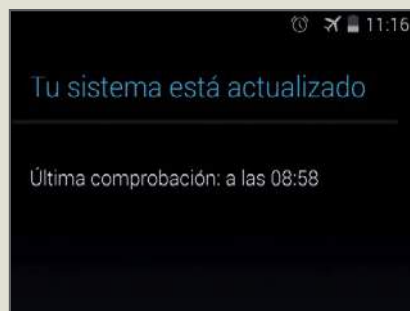 11:16
Tu sistema está actualizado
Última comprobación: a las 08:58